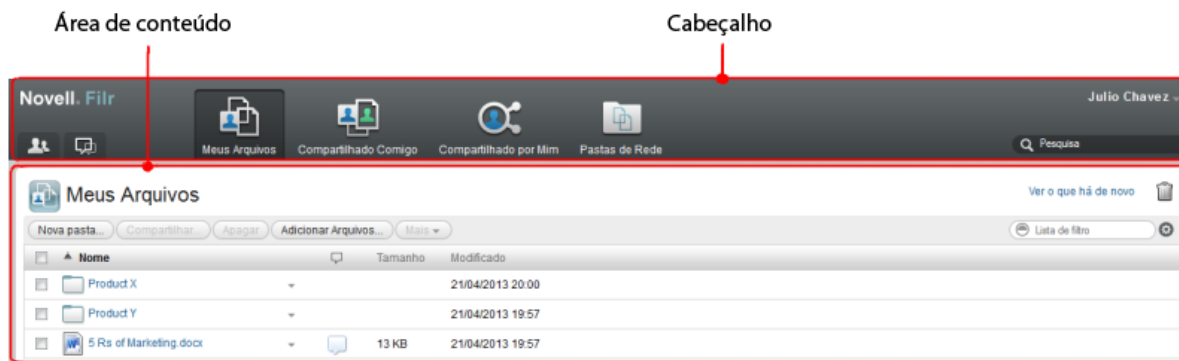 Área de conteúdo
Cabeçalho
Novell. Filr
Julio Chavez
Meus Arquivos
Compartilhado Comigo
Compartilhado por Mim
Pastas de Rede
Pesquisa
Meus Arquivos
Ver o que há de novo
Nova pasta... Compartilhar... Apagar Adicionar Arquivos... Mais
Lista de filtro
Nome Tamanho Modificado
Product X 21/04/2013 20:00
Product Y 21/04/2013 19:57
5 Rs of Marketing.docx 13 KB 21/04/2013 19:57